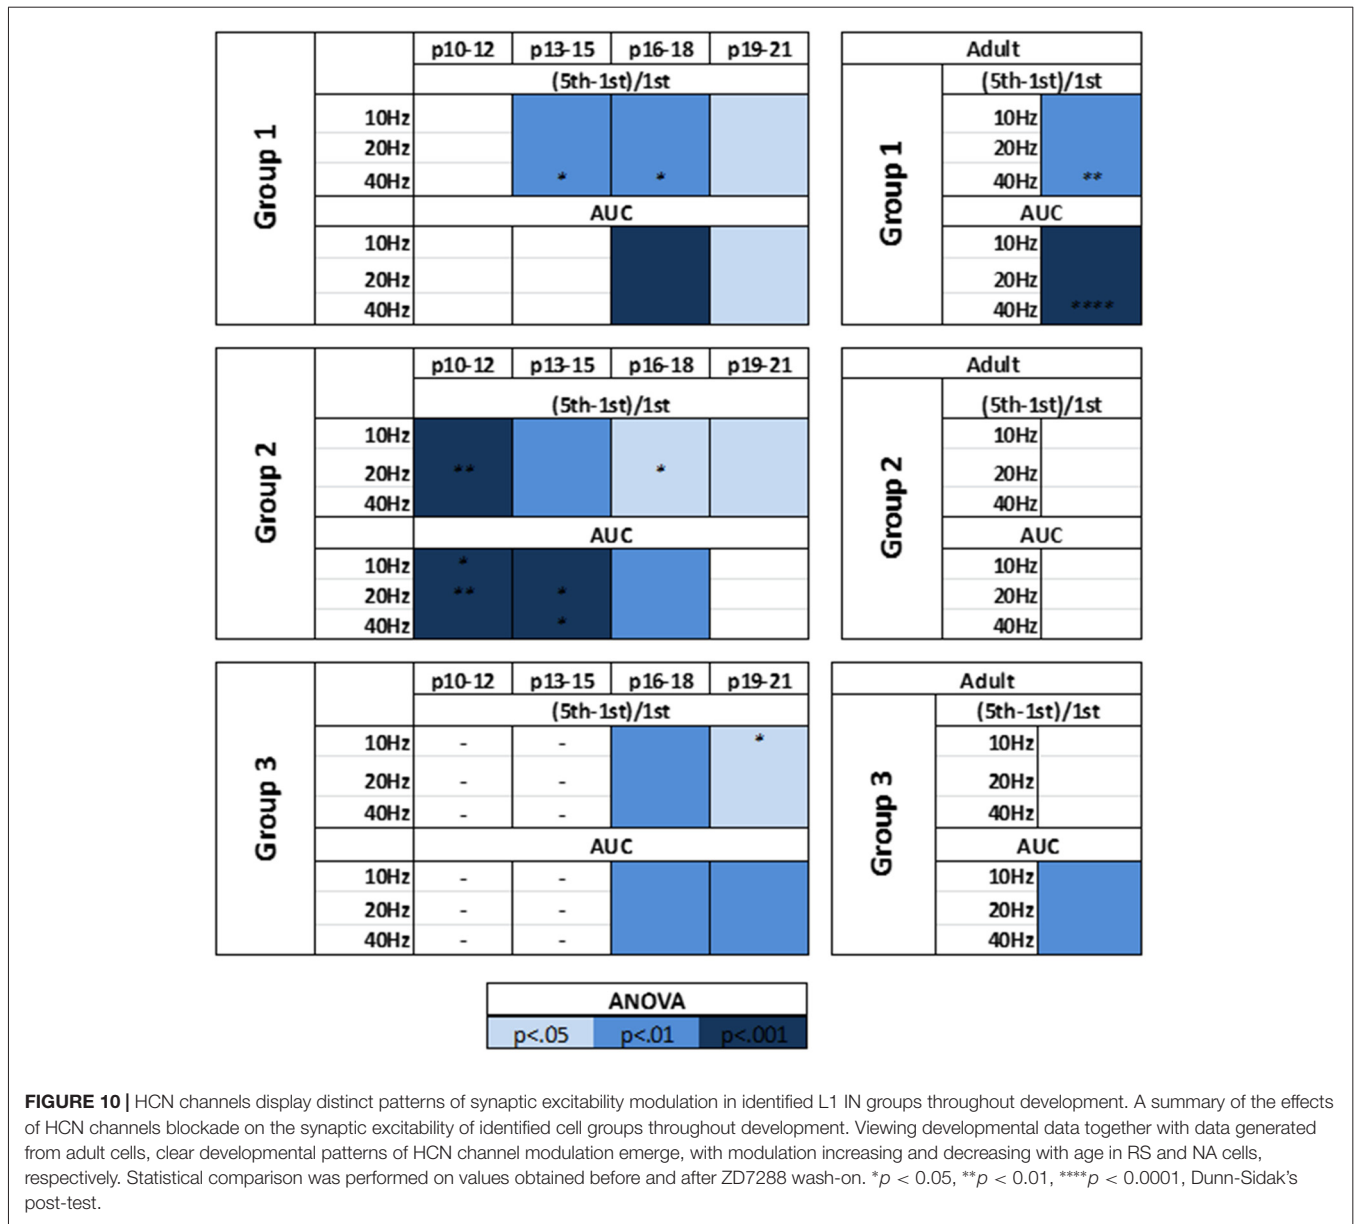 Group 1
p10-12 p13-15 p16-18 p19-21
(5th-1st)/1st
10Hz
20Hz
40Hz * *
AUC
10Hz
20Hz
40Hz
Adult
Group 1
(5th-1st)/1st
10Hz
20Hz
40Hz **
AUC
10Hz
20Hz
40Hz ****
Group 2
p10-12 p13-15 p16-18 p19-21
(5th-1st)/1st
10Hz
20Hz ** *
40Hz
AUC
10Hz *
20Hz ** *
40Hz *
Adult
Group 2
(5th-1st)/1st
10Hz
20Hz
40Hz
AUC
10Hz
20Hz
40Hz
Group 3
p10-12 p13-15 p16-18 p19-21
(5th-1st)/1st
10Hz - - *
20Hz - -
40Hz - -
AUC
10Hz - -
20Hz - -
40Hz - -
Adult
Group 3
(5th-1st)/1st
10Hz
20Hz
40Hz
AUC
10Hz
20Hz
40Hz
ANOVA
p<.05 p<.01 p<.001
FIGURE 10 | HCN channels display distinct patterns of synaptic excitability modulation in identified L1 IN groups throughout development. A summary of the effects
of HCN channels blockade on the synaptic excitability of identified cell groups throughout development. Viewing developmental data together with data generated
from adult cells, clear developmental patterns of HCN channel modulation emerge, with modulation increasing and decreasing with age in RS and NA cells,
respectively. Statistical comparison was performed on values obtained before and after ZD7288 wash-on. *p < 0.05, **p < 0.01, ****p < 0.0001, Dunn-Sidak's
post-test.